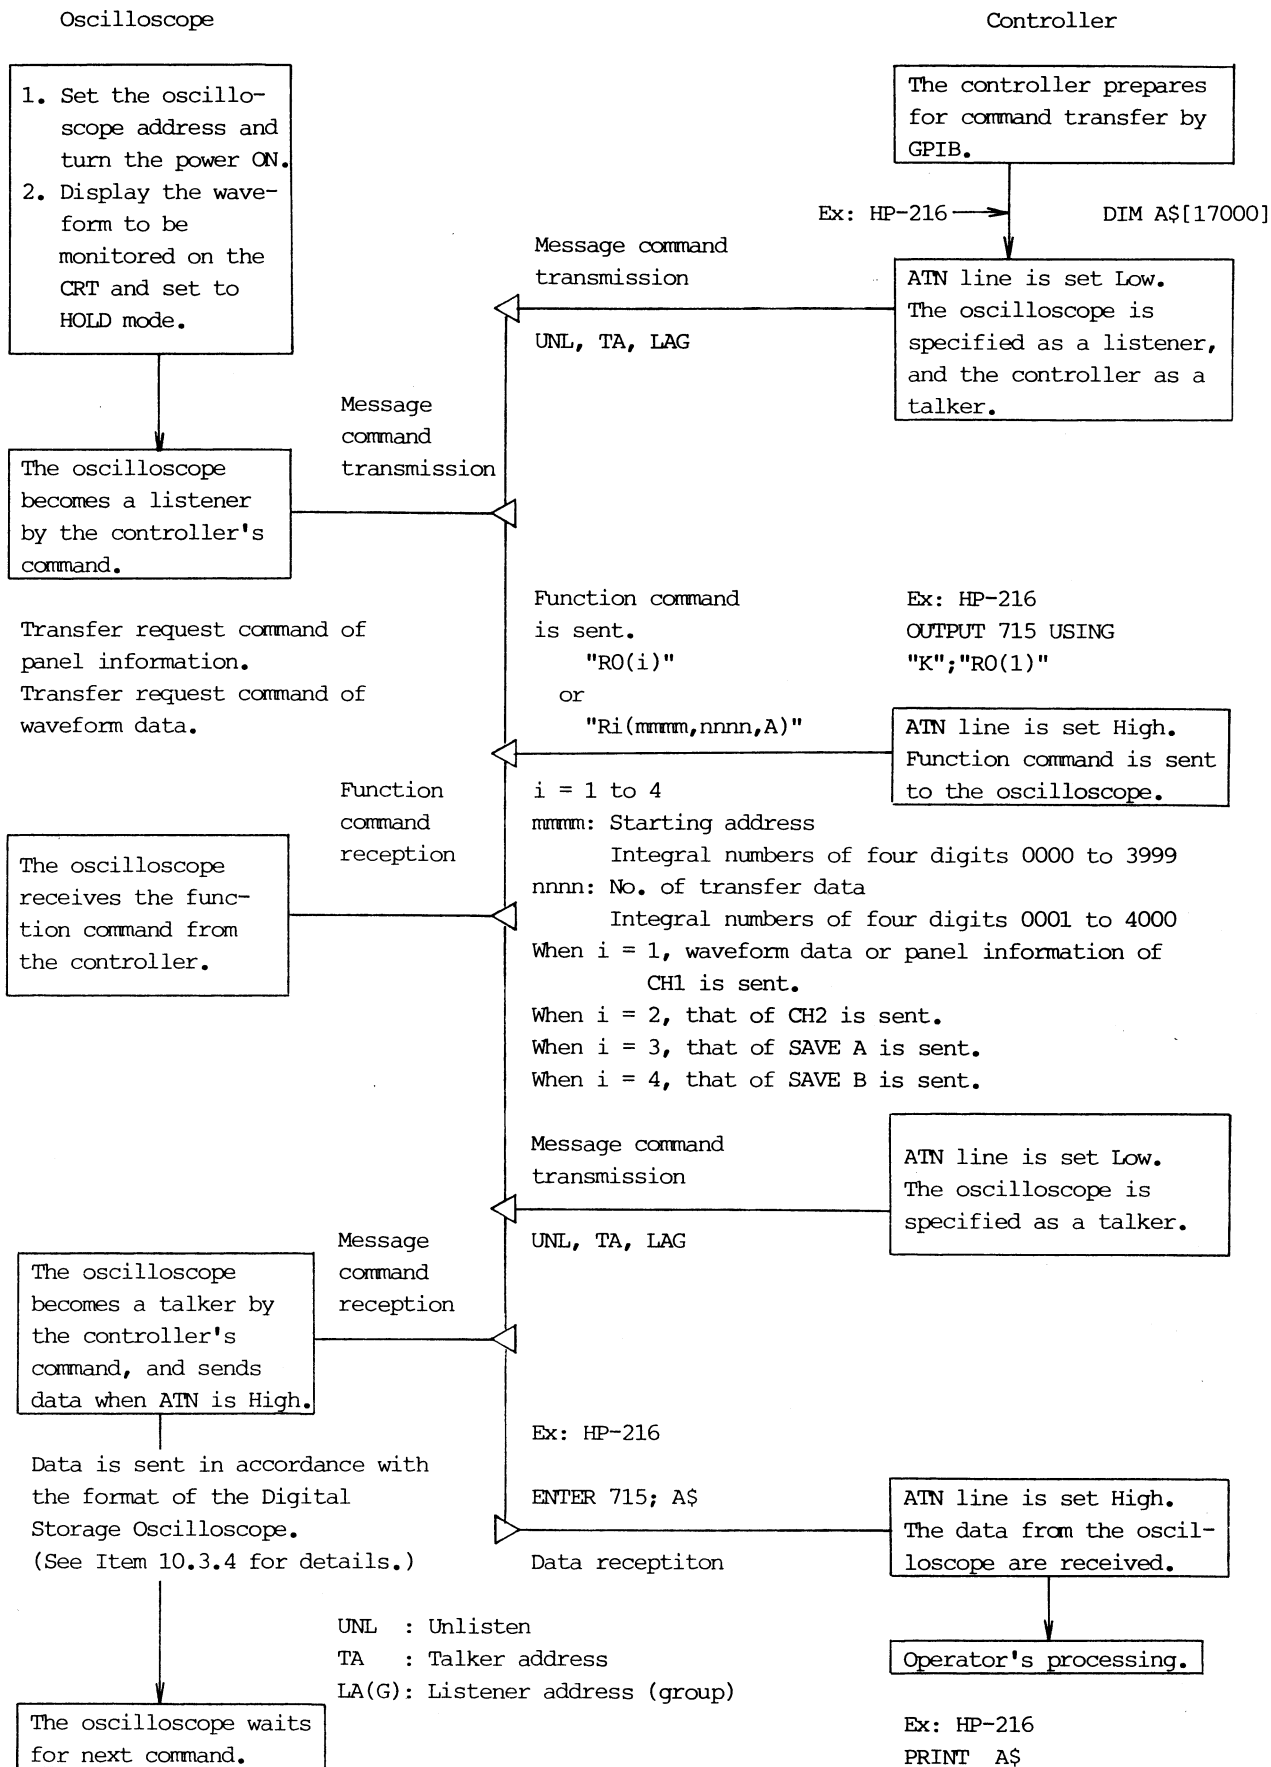 Oscilloscope
Controller
1. Set the oscillo-
scope address and
turn the power ON.
2. Display the wave-
form to be
monitored on the
CRT and set to
HOLD mode.
The controller prepares
for command transfer by
GPIB.
Ex: HP-216
DIM A$[17000]
Message command
transmission
UNL, TA, LAG
ATN line is set Low.
The oscilloscope is
specified as a listener,
and the controller as a
talker.
Message
command
transmission
The oscilloscope
becomes a listener
by the controller's
command.
Transfer request command of
panel information.
Transfer request command of
waveform data.
Function command
is sent.
"RO(i)"
or
"Ri(mmmm,nnnn,A)"
Ex: HP-216
OUTPUT 715 USING
"K";"RO(1)"
ATN line is set High.
Function command is sent
to the oscilloscope.
Function
command
reception
The oscilloscope
receives the func-
tion command from
the controller.
i = 1 to 4
mmmm: Starting address
Integral numbers of four digits 0000 to 3999
nnnn: No. of transfer data
Integral numbers of four digits 0001 to 4000
When i = 1, waveform data or panel information of
CH1 is sent.
When i = 2, that of CH2 is sent.
When i = 3, that of SAVE A is sent.
When i = 4, that of SAVE B is sent.
Message command
transmission
UNL, TA, LAG
ATN line is set Low.
The oscilloscope is
specified as a talker.
Message
command
reception
The oscilloscope
becomes a talker by
the controller's
command, and sends
data when ATN is High.
Data is sent in accordance with
the format of the Digital
Storage Oscilloscope.
(See Item 10.3.4 for details.)
Ex: HP-216
ENTER 715; A$
Data receptiton
ATN line is set High.
The data from the oscil-
loscope are received.
UNL : Unlisten
TA : Talker address
LA(G): Listener address (group)
Operator's processing.
The oscilloscope waits
for next command.
Ex: HP-216
PRINT A$